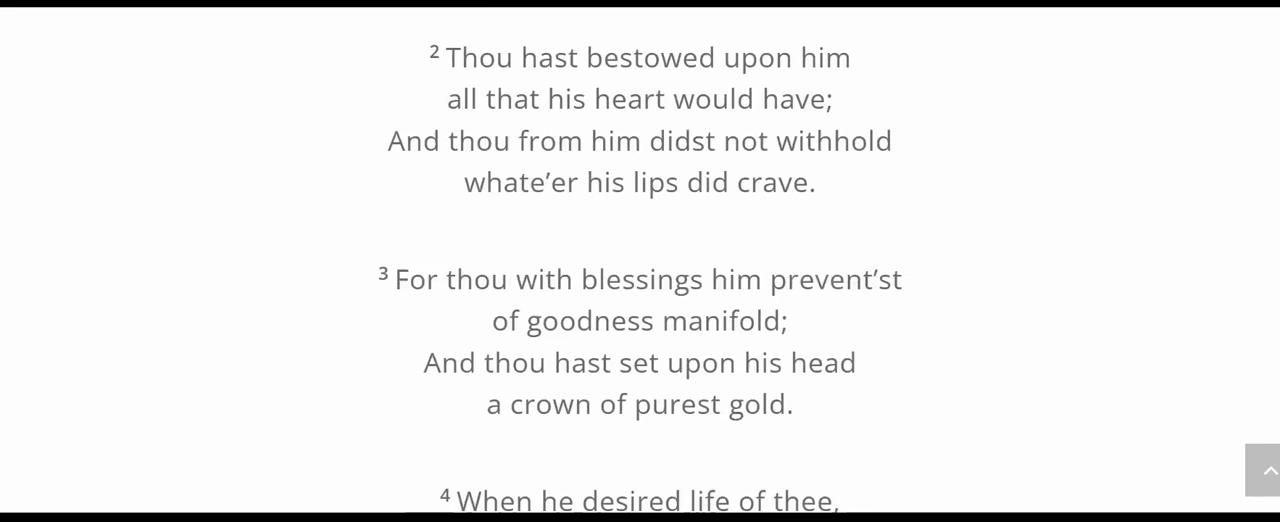 2 Thou hast bestowed upon him
all that his heart would have;
And thou from him didst not withhold
whate’er his lips did crave.
3 For thou with blessings him prevent’st
of goodness manifold;
And thou hast set upon his head
a crown of purest gold.
4 When he desired life of thee,